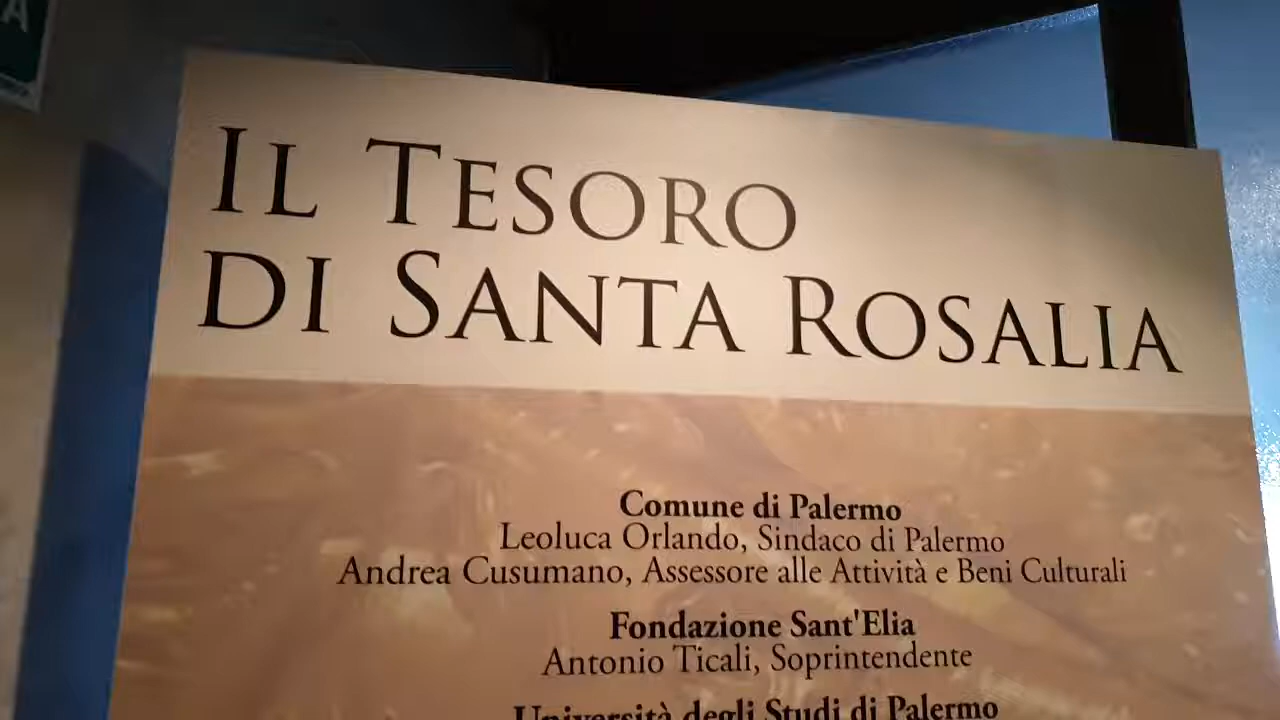 A
IL TESORO
DI SANTA ROSALIA
Comune di Palermo
Leoluca Orlando, Sindaco di Palermo
Andrea Cusumano, Assessore alle Attività e Beni Culturali
Fondazione Sant'Elia
Antonio Ticali, Soprintendente
Università degli Studi di Palermo